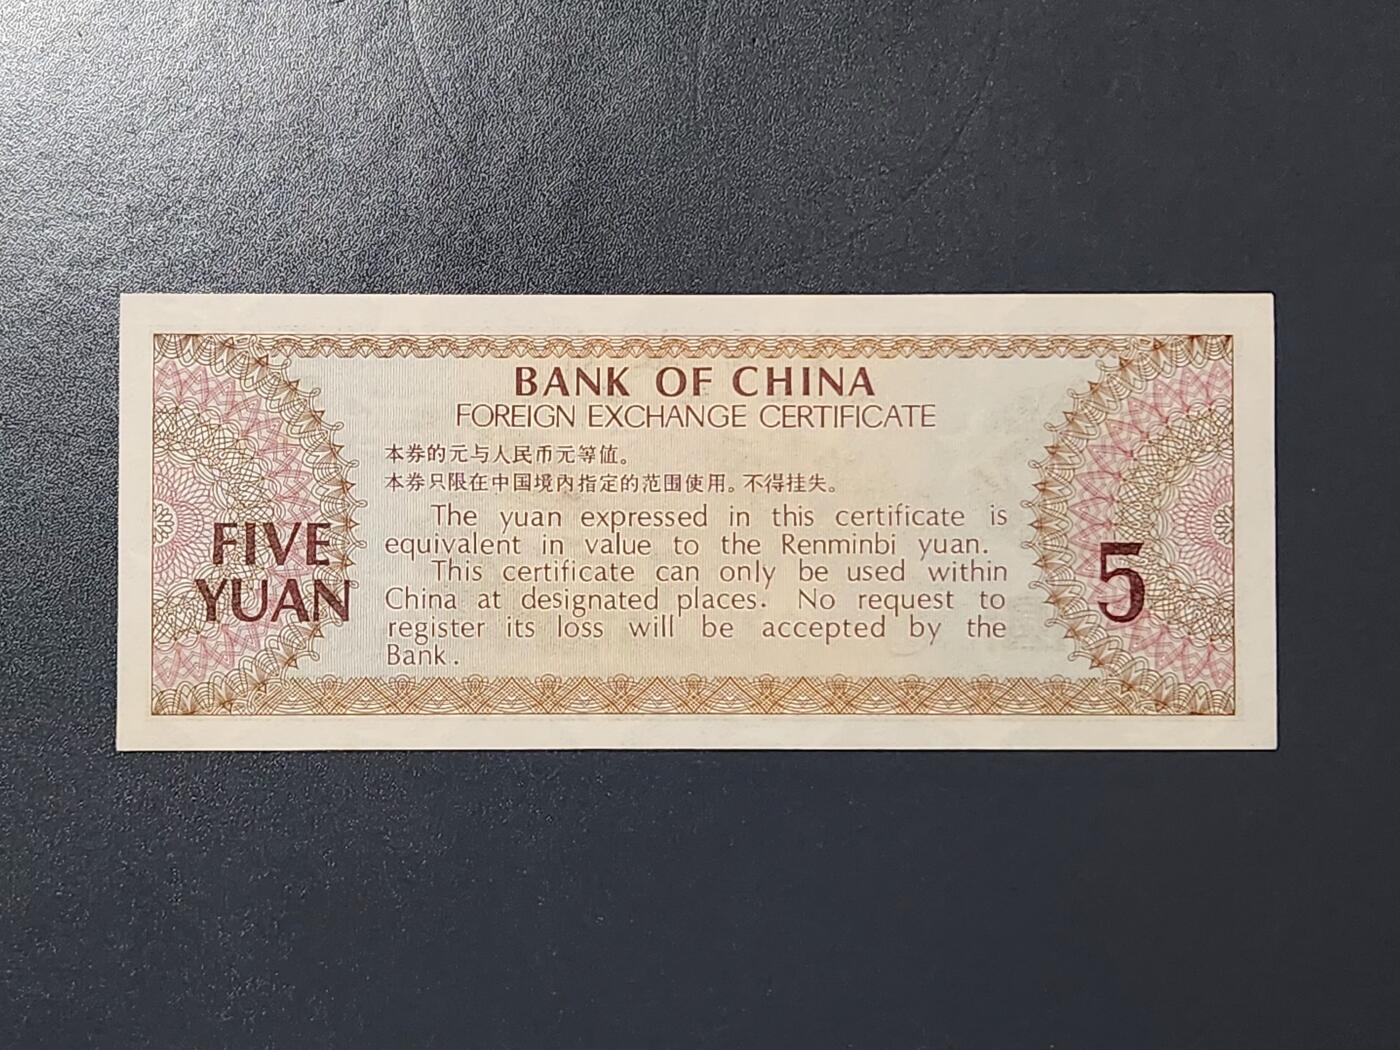 BANK OF CHINA
FOREIGN EXCHANGE CERTIFICATE
本券的元与人民币元等值。
本券只限在中国境内指定的范围使用。不得挂失。
The yuan expressed in this certificate is
equivalent in value to the Renminbi yuan.
This certificate can only be used within
China at designated places. No request to
register its loss will be accepted by the
Bank.
FIVE
YUAN
5